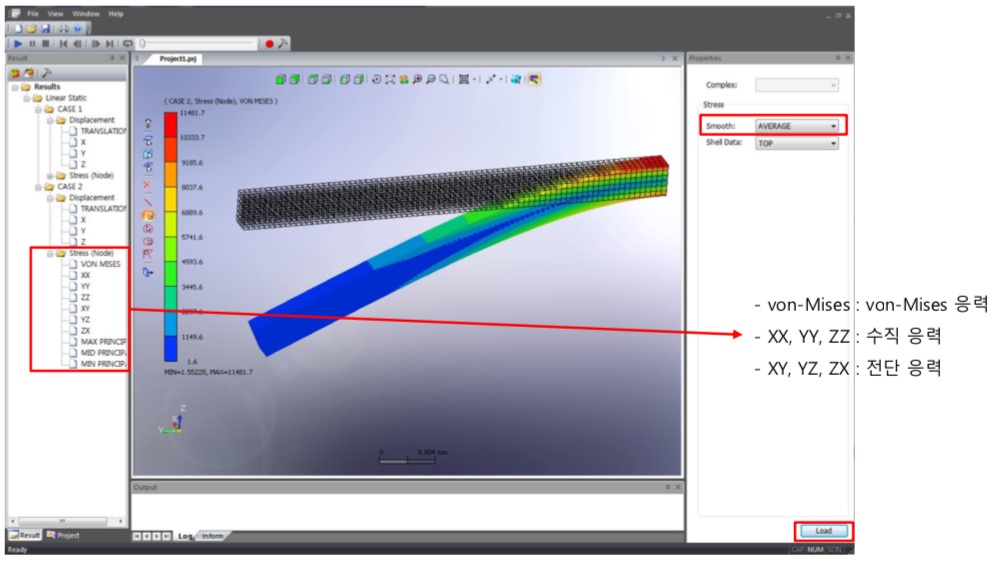 File View Window Help
Result
Project1.prj
Properties
Results
Linear Static
CASE 1
Displacement
TRANSLATION
X
Y
Z
Stress (Node)
CASE 2
Displacement
TRANSLATION
X
Y
Z
Stress (Node)
VON MISES
XX
YY
ZZ
XY
YZ
ZX
MAX PRINCIP
MID PRINCIP
MIN PRINCIP
( CASE 2, Stress (Node), VON MISES )
11481.7
10333.7
9185.6
8037.6
6889.6
5741.6
4593.6
3445.6
1149.6
1.6
MIN=1.55228, MAX=11481.7
Z
X
Y
0 9.904 mm
Complex:
Stress
Smooth: AVERAGE
Shell Data: TOP
- von-Mises : von-Mises 응력
- XX, YY, ZZ : 수직 응력
- XY, YZ, ZX : 전단 응력
Output
Load
Result Project
Log Inform
Ready
CAP NUM SCRL